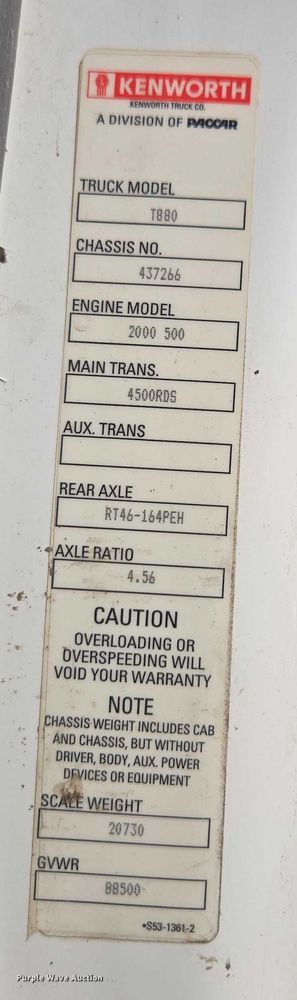 KENWORTH
KENWORTH TRUCK CO.
A DIVISION OF PACCAR
TRUCK MODEL
T880
CHASSIS NO.
437266
ENGINE MODEL
2000 500
MAIN TRANS.
4500RDS
AUX. TRANS
REAR AXLE
RT46-164PEH
AXLE RATIO
4.56
CAUTION
OVERLOADING OR
OVERSPEEDING WILL
VOID YOUR WARRANTY
NOTE
CHASSIS WEIGHT INCLUDES CAB
AND CHASSIS, BUT WITHOUT
DRIVER, BODY, AUX. POWER
DEVICES OR EQUIPMENT
SCALE WEIGHT
20730
GVWR
88500
•S53-1361-2
Purple Wave Auction